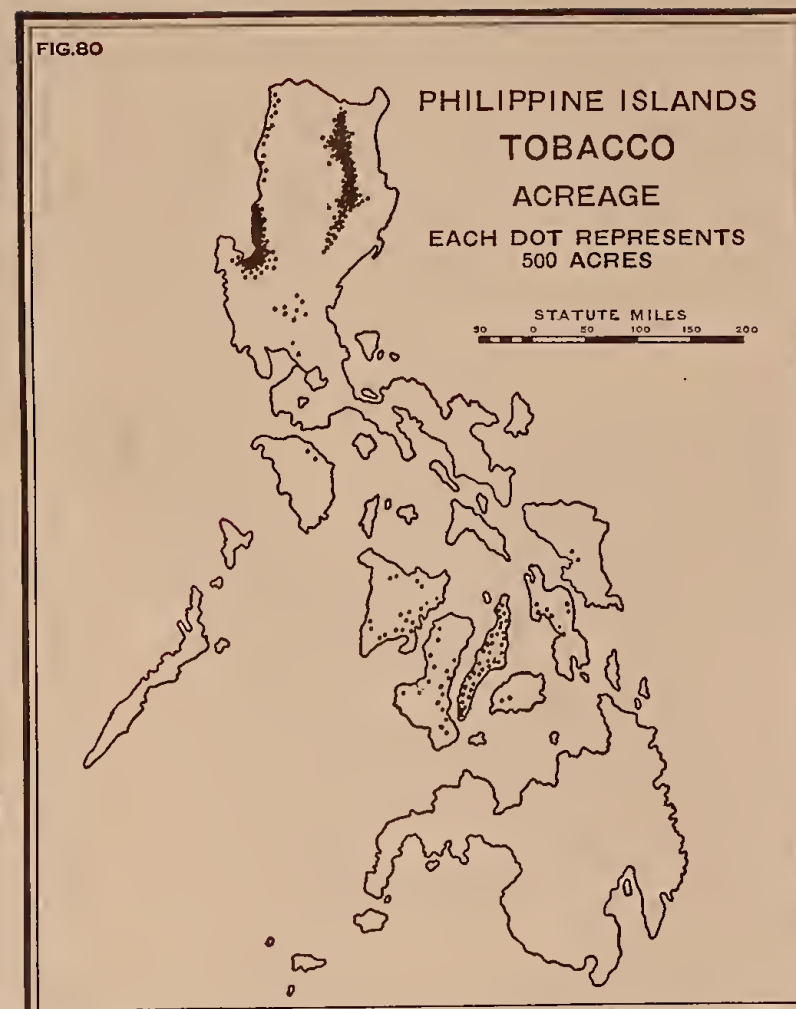 FIG.80
PHILIPPINE ISLANDS
TOBACCO
ACREAGE
EACH DOT REPRESENTS
500 ACRES
STATUTE MILES
50 0 50 100 150 200